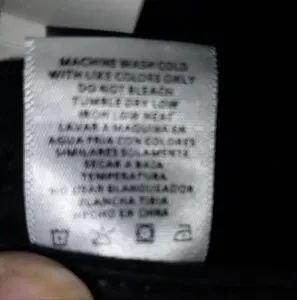 MACHINE WASH COLD
WITH LIKE COLORS ONLY
DO NOT BLEACH
TUMBLE DRY LOW
IRON LOW HEAT
LAVAR A MAQUINA EN
AGUA FRIA CON COLORES
SIMILARES SOLAMENTE
SECAR A BAJA
TEMPERATURA
NO USAR BLANQUEADOR
PLANCHA TIBIA
HECHO EN CHINA